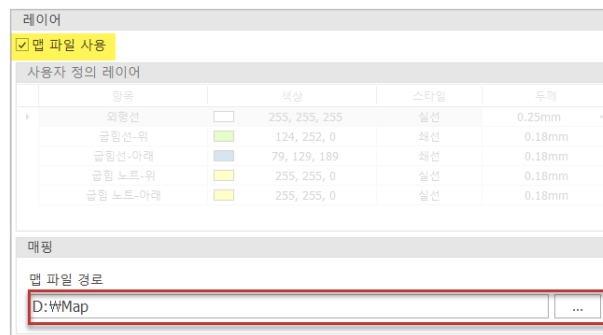 레이어
맵 파일 사용
사용자 정의 레이어
항목 색상 스타일 두께
외형선 255, 255, 255 실선 0.25mm
굽힘선-위 124, 252, 0 쇄선 0.18mm
굽힘선-아래 79, 129, 189 쇄선 0.18mm
굽힘 노트-위 255, 255, 0 실선 0.18mm
굽힘 노트-아래 255, 255, 0 실선 0.18mm
매핑
맵 파일 경로
D:₩Map ...